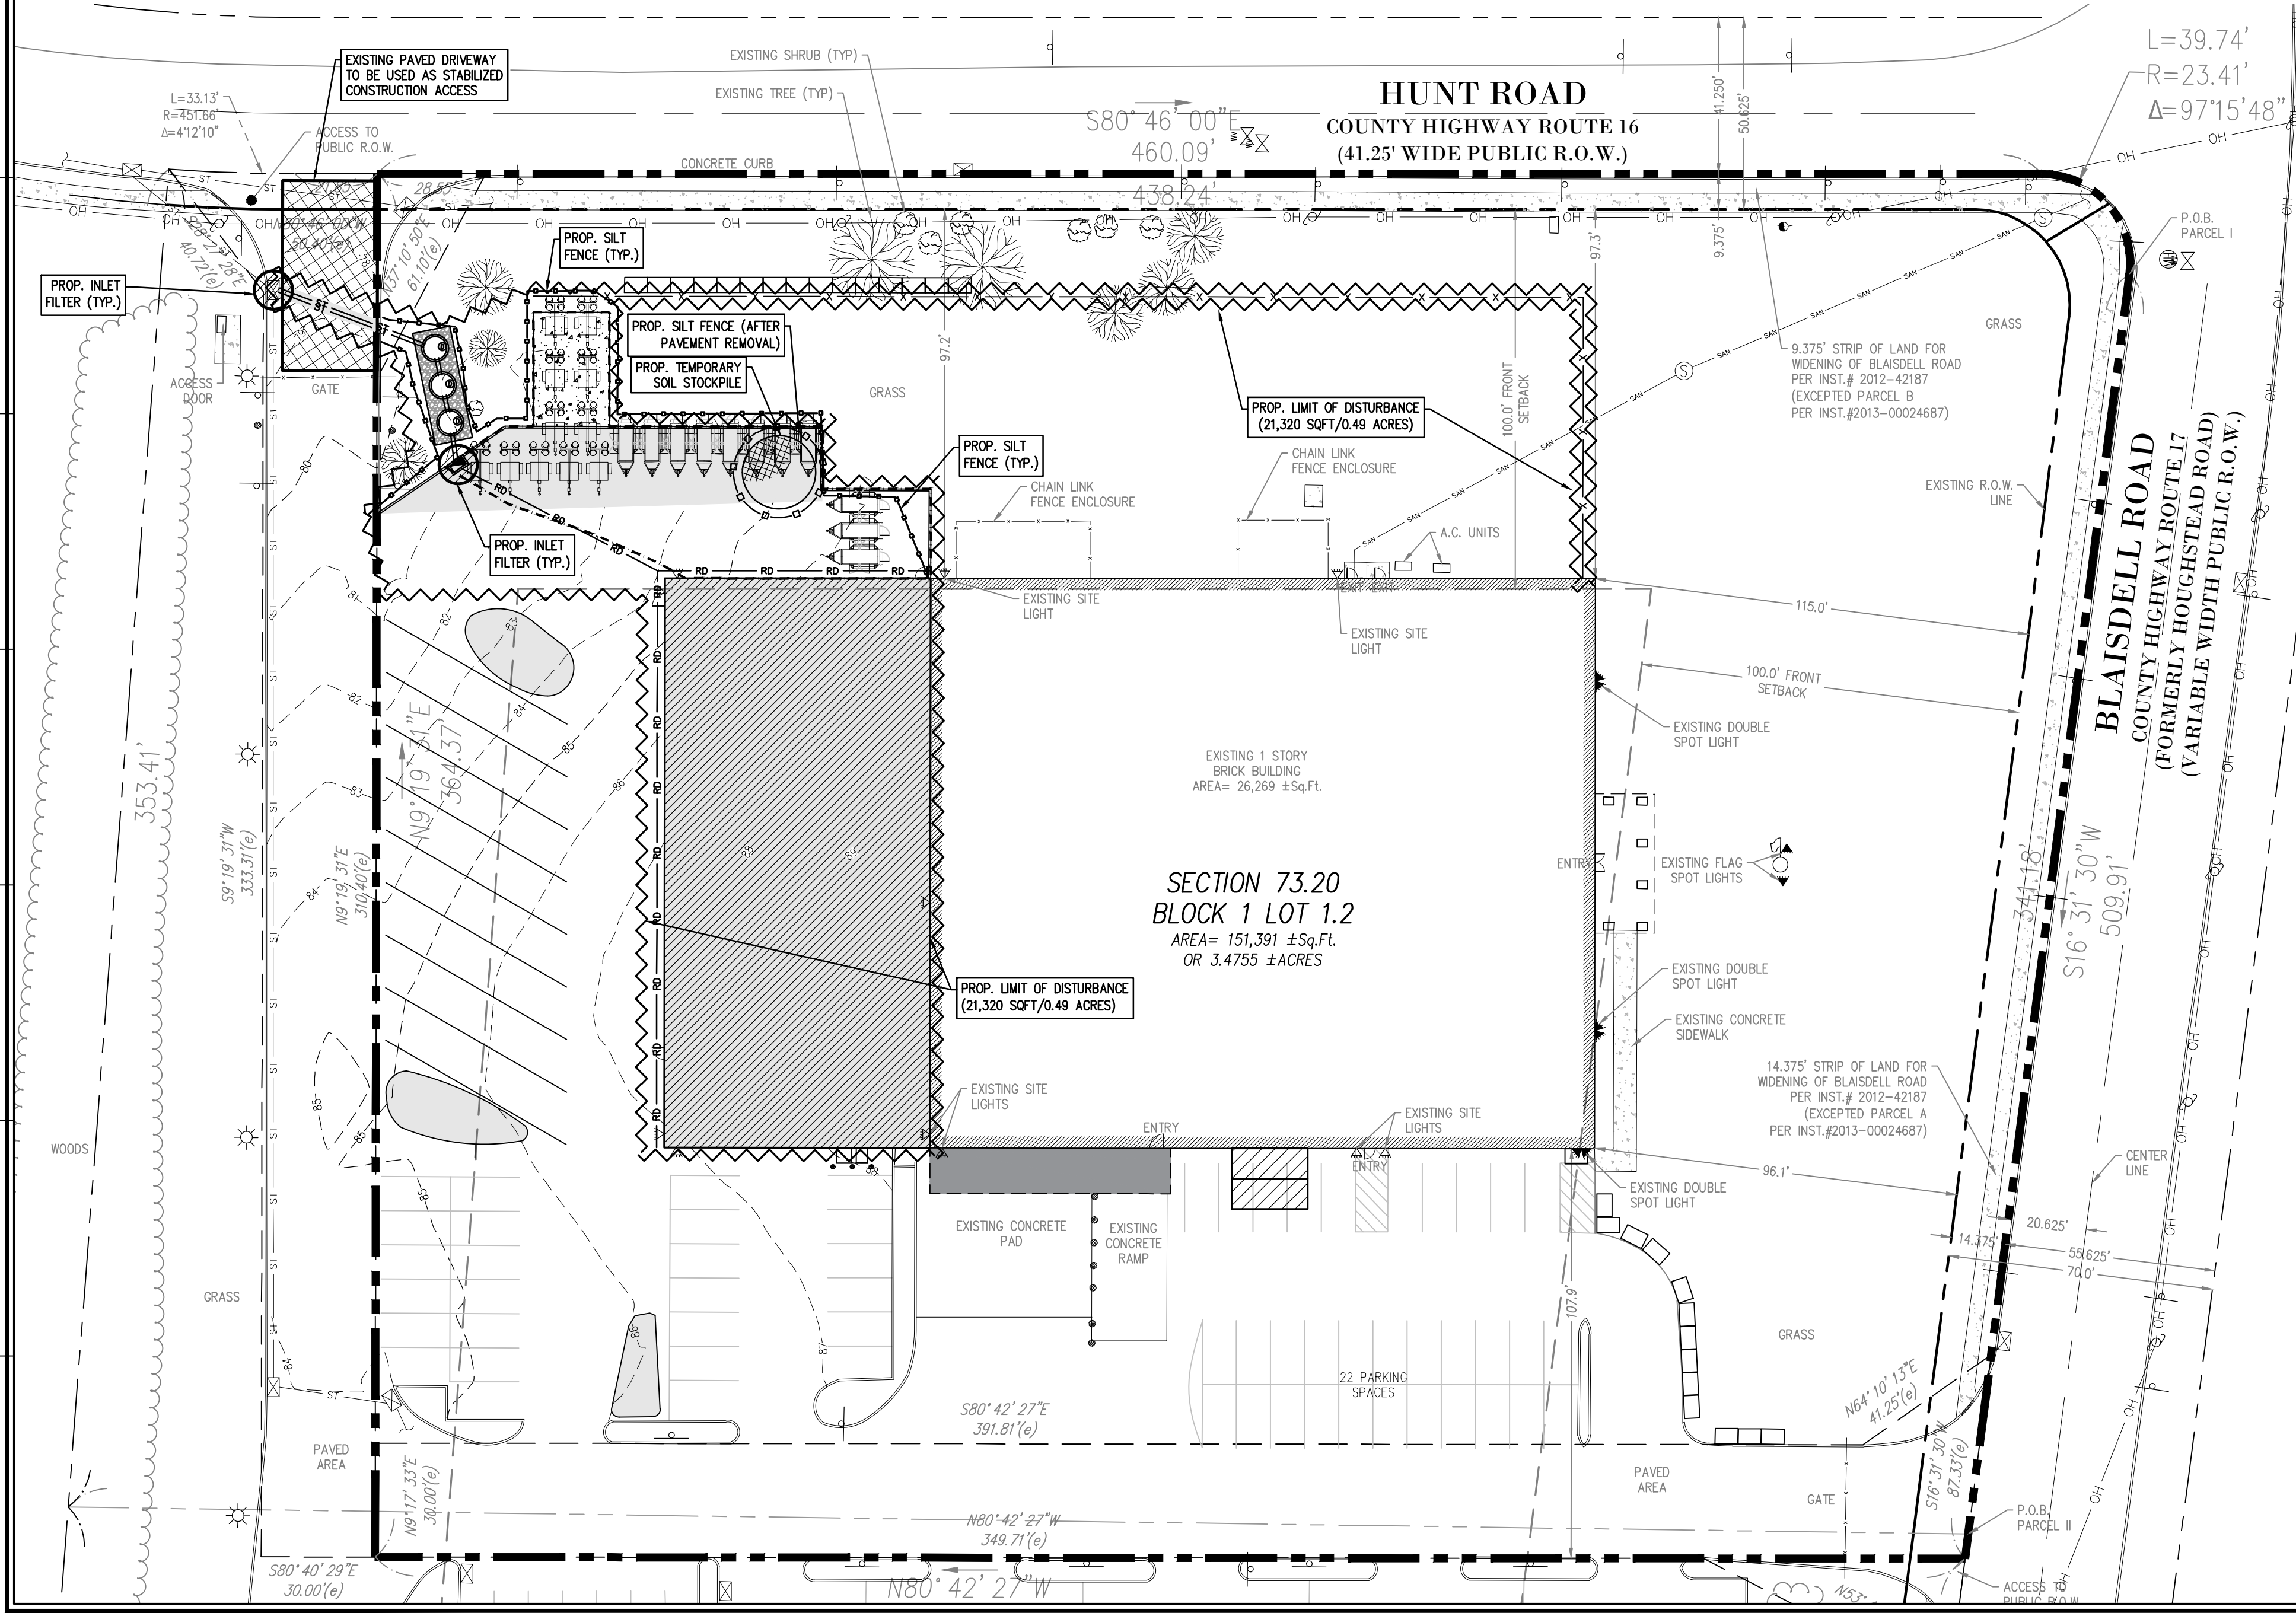 EXISTING PAVED DRIVEWAY
TO BE USED AS STABILIZED
CONSTRUCTION ACCESS
EXISTING SHRUB (TYP)
EXISTING TREE (TYP)
L=33.13'
R=451.66'
Δ=4°12'10"
ACCESS TO
PUBLIC R.O.W.
CONCRETE CURB
S80° 46' 00"E
460.09'
438.24'
HUNT ROAD
COUNTY HIGHWAY ROUTE 16
(41.25' WIDE PUBLIC R.O.W.)
41.250'
50.625'
9.375'
L=39.74'
R=23.41'
Δ=97°15'48"
P.O.B.
PARCEL I
28.55'
40.72'(e)
N37°10'50"E
61.10'(e)
PROP. INLET
FILTER (TYP.)
PROP. SILT
FENCE (TYP.)
PROP. SILT FENCE (AFTER
PAVEMENT REMOVAL)
PROP. TEMPORARY
SOIL STOCKPILE
97.2'
97.3'
GRASS
100.0' FRONT
SETBACK
PROP. LIMIT OF DISTURBANCE
(21,320 SQFT/0.49 ACRES)
GRASS
9.375' STRIP OF LAND FOR
WIDENING OF BLAISDELL ROAD
PER INST.# 2012-42187
(EXCEPTED PARCEL B
PER INST.#2013-00024687)
ACCESS
DOOR
GATE
PROP. SILT
FENCE (TYP.)
CHAIN LINK
FENCE ENCLOSURE
CHAIN LINK
FENCE ENCLOSURE
A.C. UNITS
EXIT EXIT
EXISTING R.O.W.
LINE
BLAISDELL ROAD
COUNTY HIGHWAY ROUTE 17
(FORMERLY HOUGHSTEAD ROAD)
(VARIABLE WIDTH PUBLIC R.O.W.)
PROP. INLET
FILTER (TYP.)
EXISTING SITE
LIGHT
EXISTING SITE
LIGHT
115.0'
100.0' FRONT
SETBACK
EXISTING DOUBLE
SPOT LIGHT
353.41'
S9°19' 31"W
333.31'(e)
N9°19' 31"E
310.40'(e)
N9°19' 31"E
364.37'
EXISTING 1 STORY
BRICK BUILDING
AREA= 26,269 ±Sq.Ft.
SECTION 73.20
BLOCK 1 LOT 1.2
AREA= 151,391 ±Sq.Ft.
OR 3.4755 ±ACRES
ENTRY
EXISTING FLAG
SPOT LIGHTS
341.18'
S16° 31' 30"W
509.91'
PROP. LIMIT OF DISTURBANCE
(21,320 SQFT/0.49 ACRES)
EXISTING DOUBLE
SPOT LIGHT
EXISTING CONCRETE
SIDEWALK
14.375' STRIP OF LAND FOR
WIDENING OF BLAISDELL ROAD
PER INST.# 2012-42187
(EXCEPTED PARCEL A
PER INST.#2013-00024687)
EXISTING SITE
LIGHTS
ENTRY
EXISTING SITE
LIGHTS
ENTRY
WOODS
96.1'
CENTER
LINE
EXISTING DOUBLE
SPOT LIGHT
EXISTING CONCRETE
PAD
EXISTING
CONCRETE
RAMP
20.625'
14.375'
55.625'
70.0'
107.9'
GRASS
GRASS
22 PARKING
SPACES
S80° 42' 27"E
391.81'(e)
N64° 10' 13"E
41.25'(e)
PAVED
AREA
N9°17' 33"E
30.00'(e)
PAVED
AREA
GATE
S16° 31' 30"W
87.33'(e)
P.O.B.
PARCEL II
N80° 42' 27"W
349.71'(e)
S80° 40' 29"E
30.00'(e)
N80° 42' 27"W
ACCESS TO
PUBLIC R.O.W.